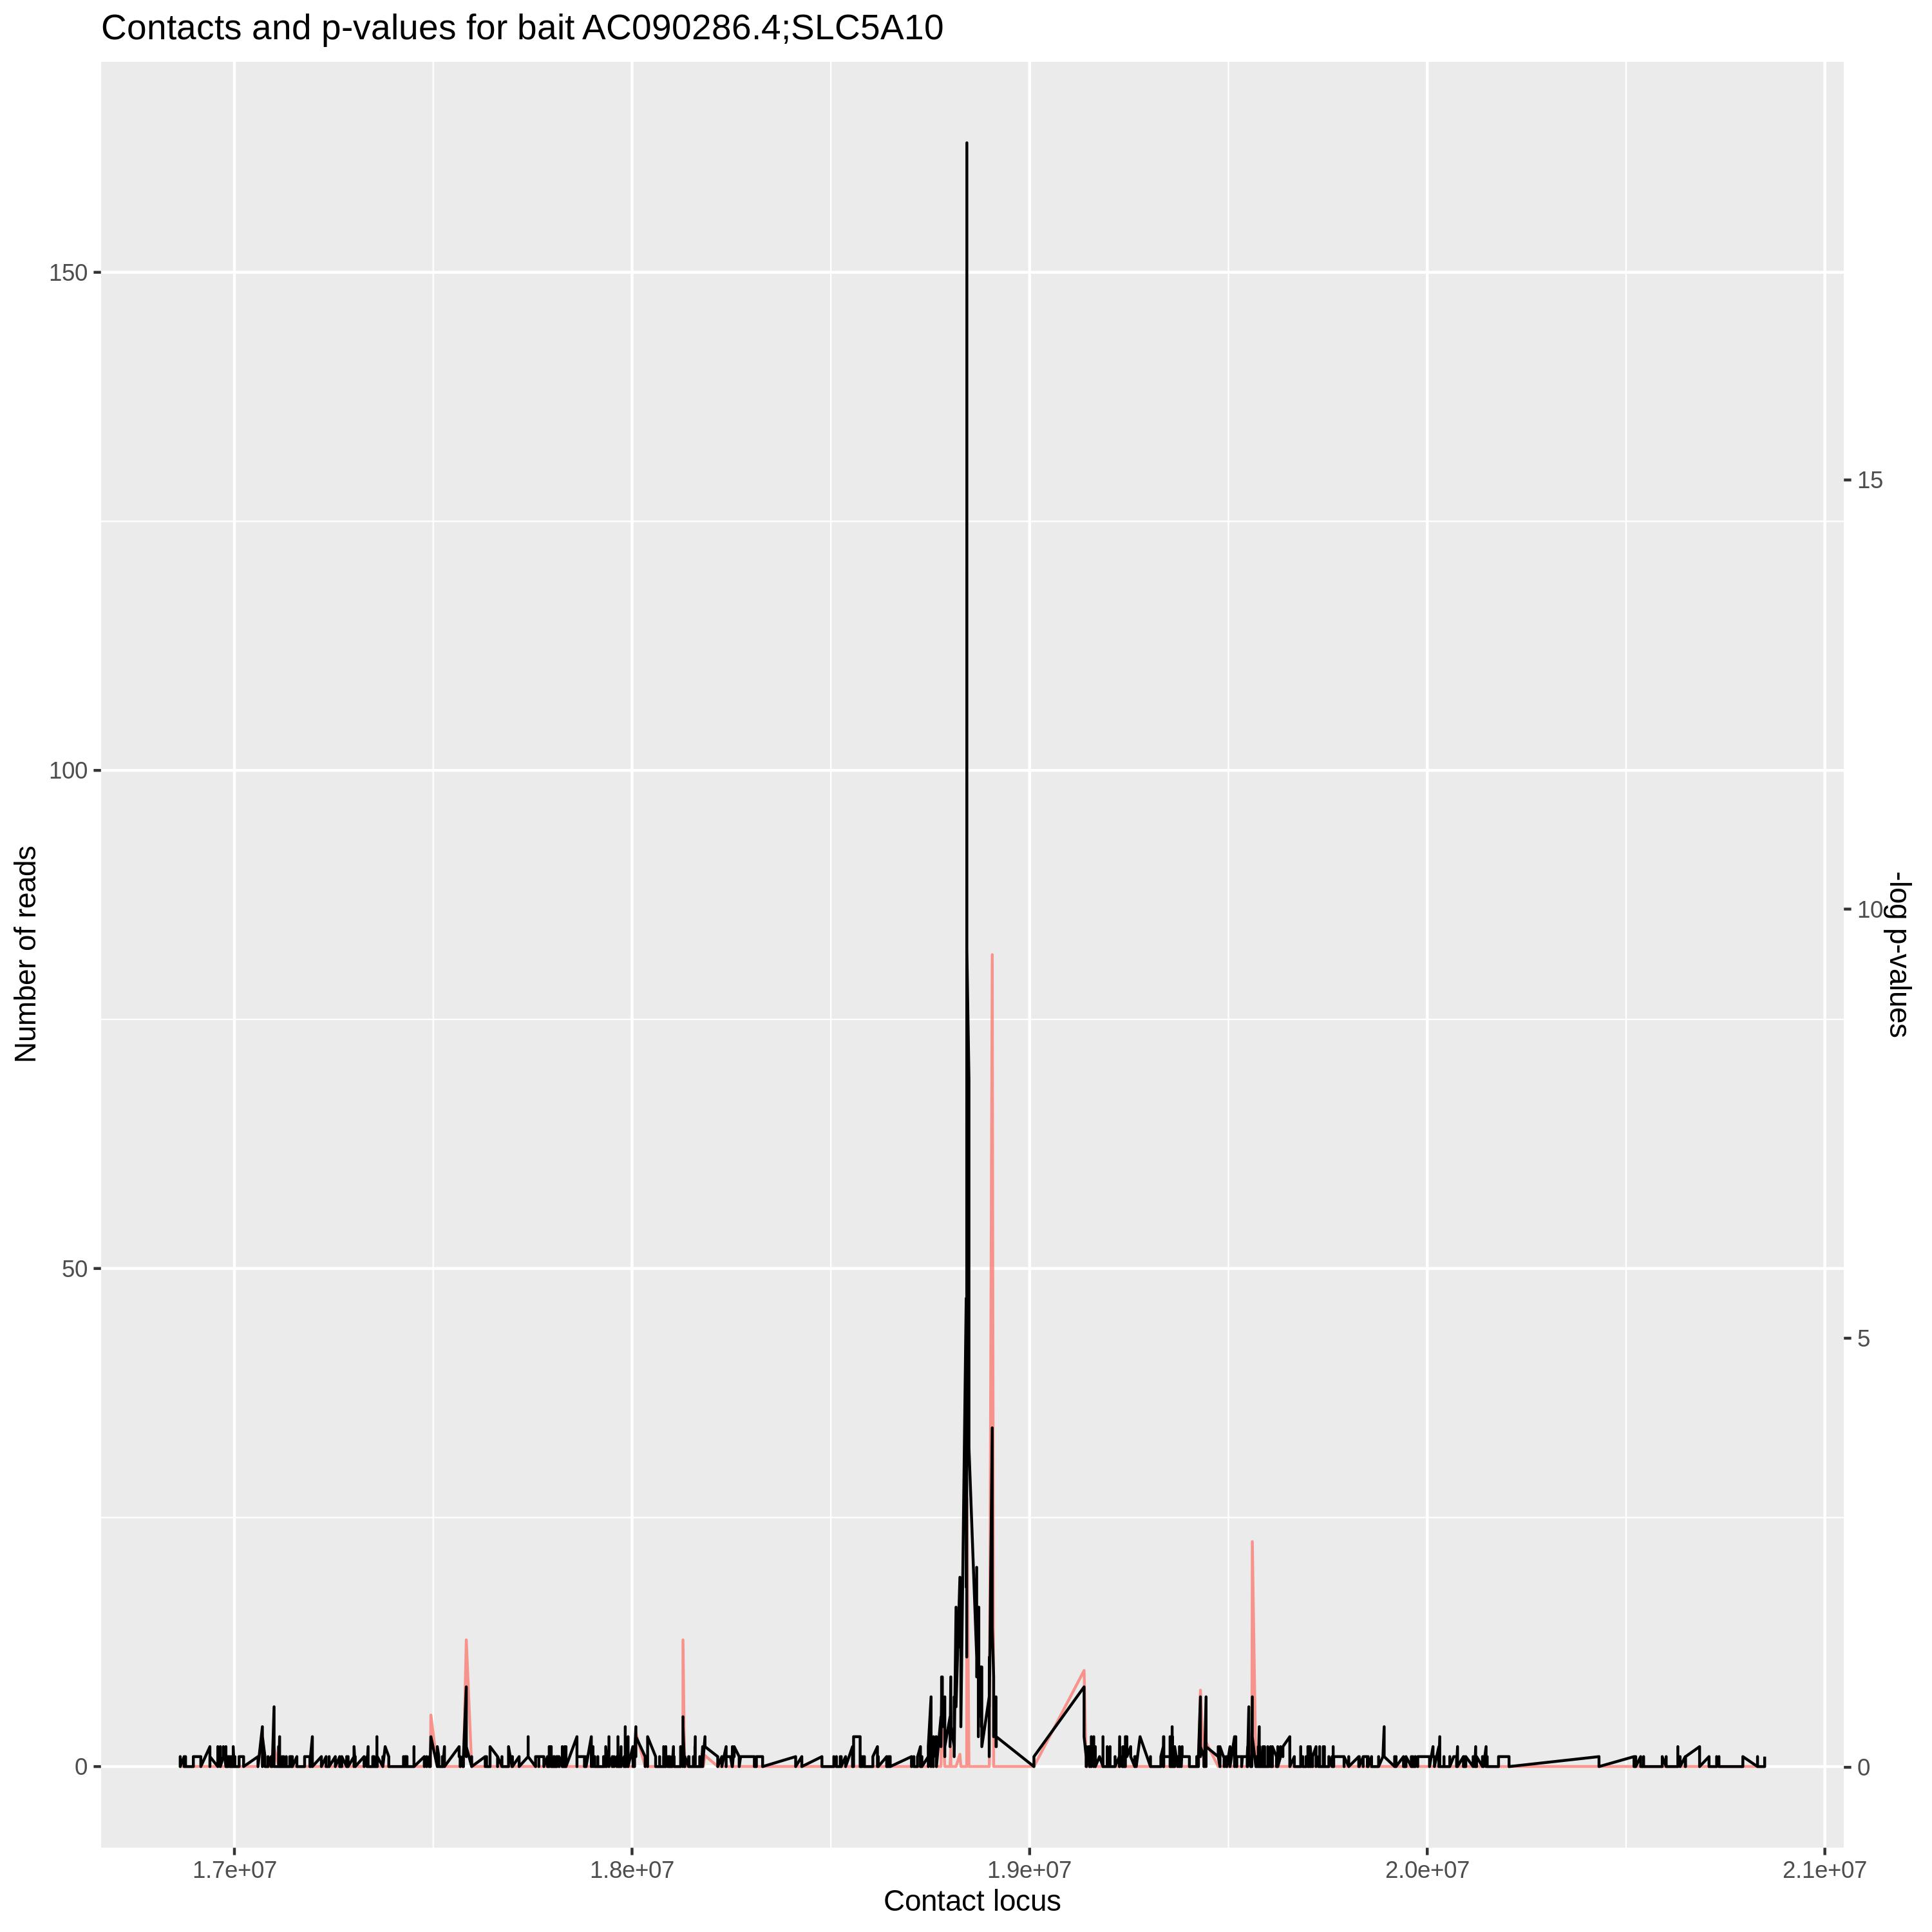 Contacts and p-values for bait AC090286.4;SLC5A10
150
100
50
0
Number of reads
15
10
5
0
-log p-values
1.7e+07
1.8e+07
1.9e+07
2.0e+07
2.1e+07
Contact locus